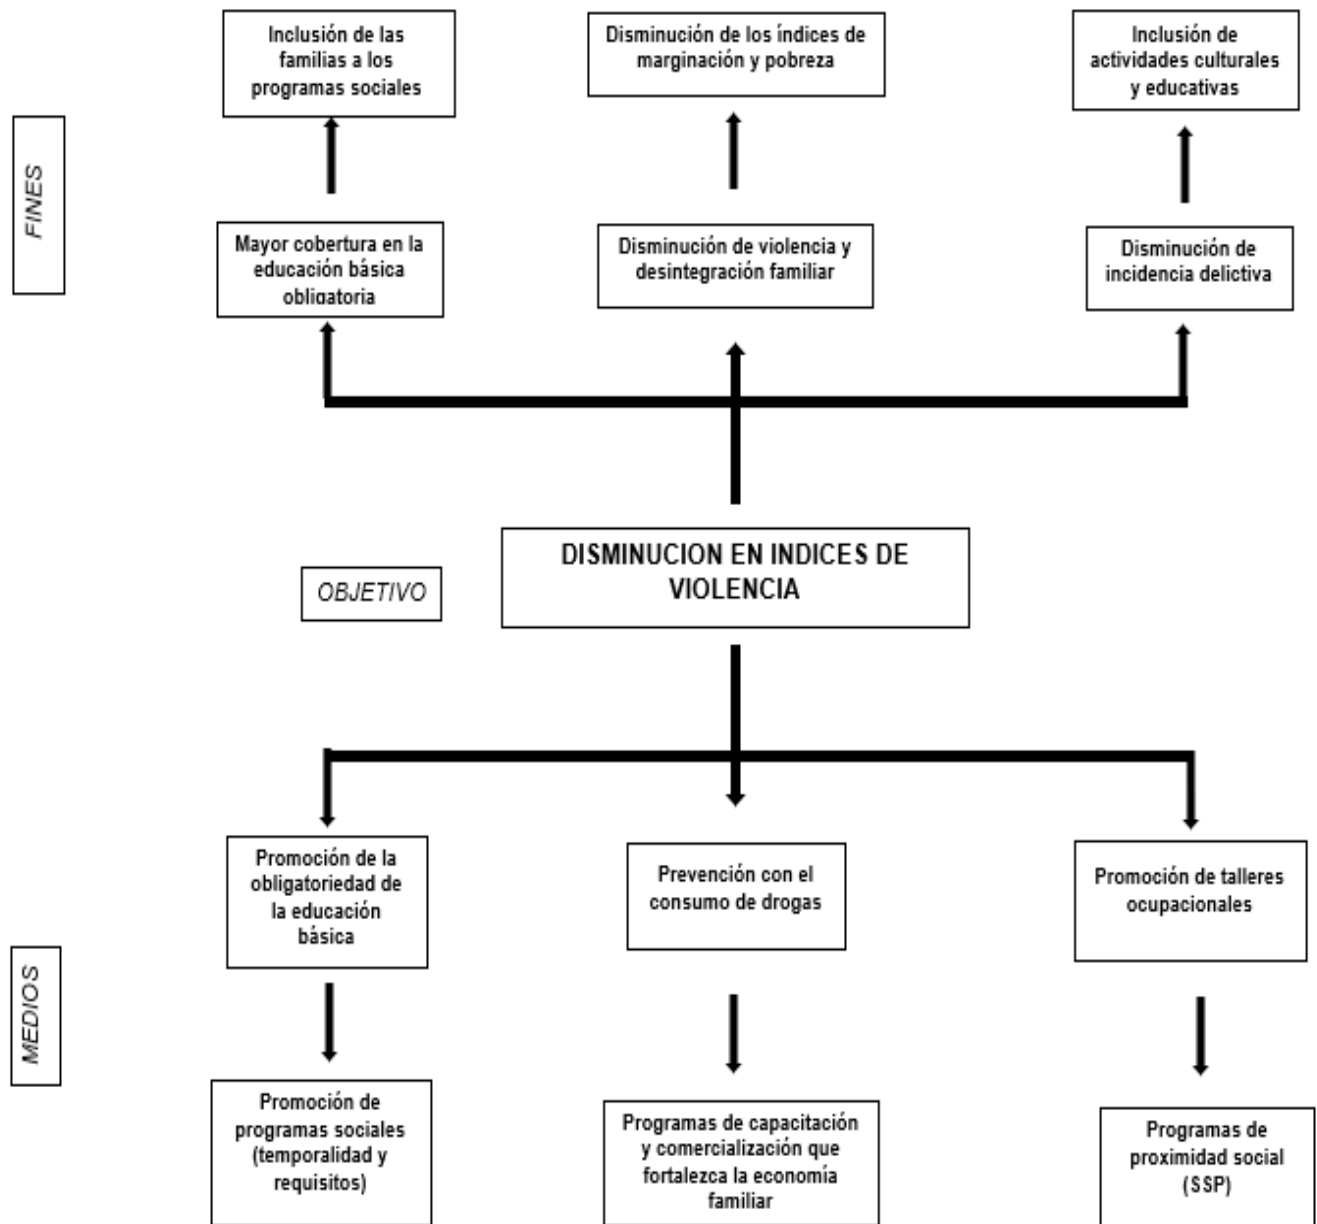 Inclusión de las
familias a los
programas sociales
Disminución de los índices de
marginación y pobreza
Inclusión de
actividades culturales
y educativas
FINES
Mayor cobertura en la
educación básica
obligatoria
Disminución de violencia y
desintegración familiar
Disminución de
incidencia delictiva
OBJETIVO
DISMINUCION EN INDICES DE
VIOLENCIA
Promoción de la
obligatoriedad de
la educación
básica
Prevención con el
consumo de drogas
Promoción de talleres
ocupacionales
MEDIOS
Promoción de
programas sociales
(temporalidad y
requisitos)
Programas de capacitación
y comercialización que
fortalezca la economía
familiar
Programas de
proximidad social
(SSP)